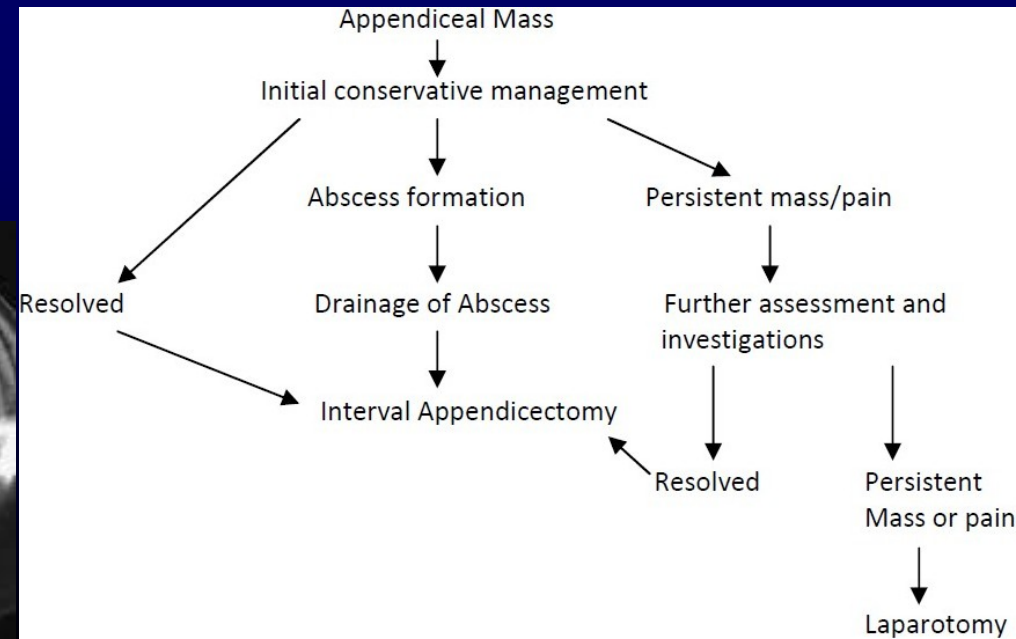 Appendiceal Mass
Initial conservative management
Abscess formation
Persistent mass/pain
Resolved
Drainage of Abscess
Further assessment and
investigations
Interval Appendicectomy
Resolved
Persistent
Mass or pain
Laparotomy